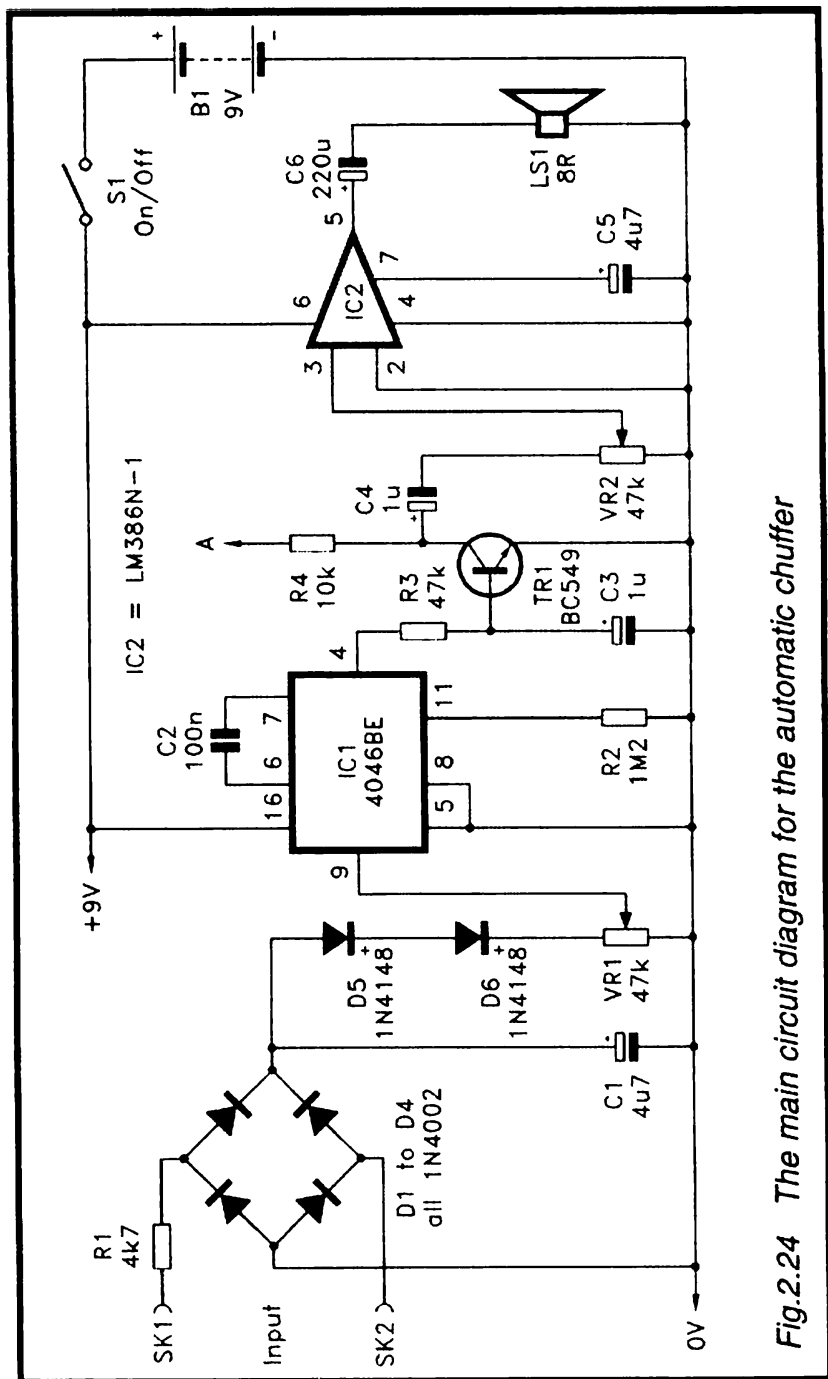 +9V
S1
On/Off
+
B1
9V
-
IC2 = LM386N-1
C2
100n
16
6
7
IC1
4046BE
9
4
5
8
11
A
R4
10k
R3
47k
TR1
BC549
C3
1u
R2
1M2
C4
1u
+
VR2
47k
3
2
6
IC2
5
7
4
C6
220u
+
LS1
8R
C5
4u7
SK1
R1
4k7
Input
SK2
D1 to D4
all 1N4002
D5
1N4148
+
D6
1N4148
+
VR1
47k
C1
4u7
0V
Fig.2.24 The main circuit diagram for the automatic chuffer